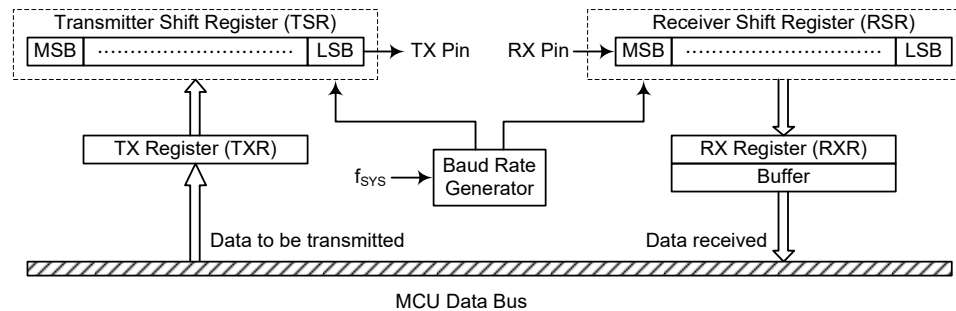 Transmitter Shift Register (TSR)
MSB ................................ LSB
TX Pin
RX Pin
Receiver Shift Register (RSR)
MSB ................................ LSB
TX Register (TXR)
Baud Rate
Generator
fSYS
RX Register (RXR)
Buffer
Data to be transmitted
Data received
MCU Data Bus